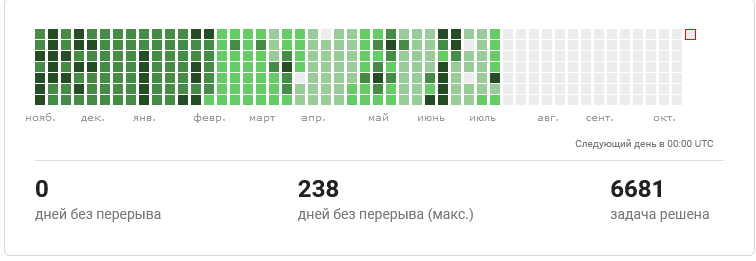 нояб. дек. янв. февр. март апр. май июнь июль авг. сент. окт.
Следующий день в 00:00 UTC
0 238 6681
дней без перерыва дней без перерыва (макс.) задача решена